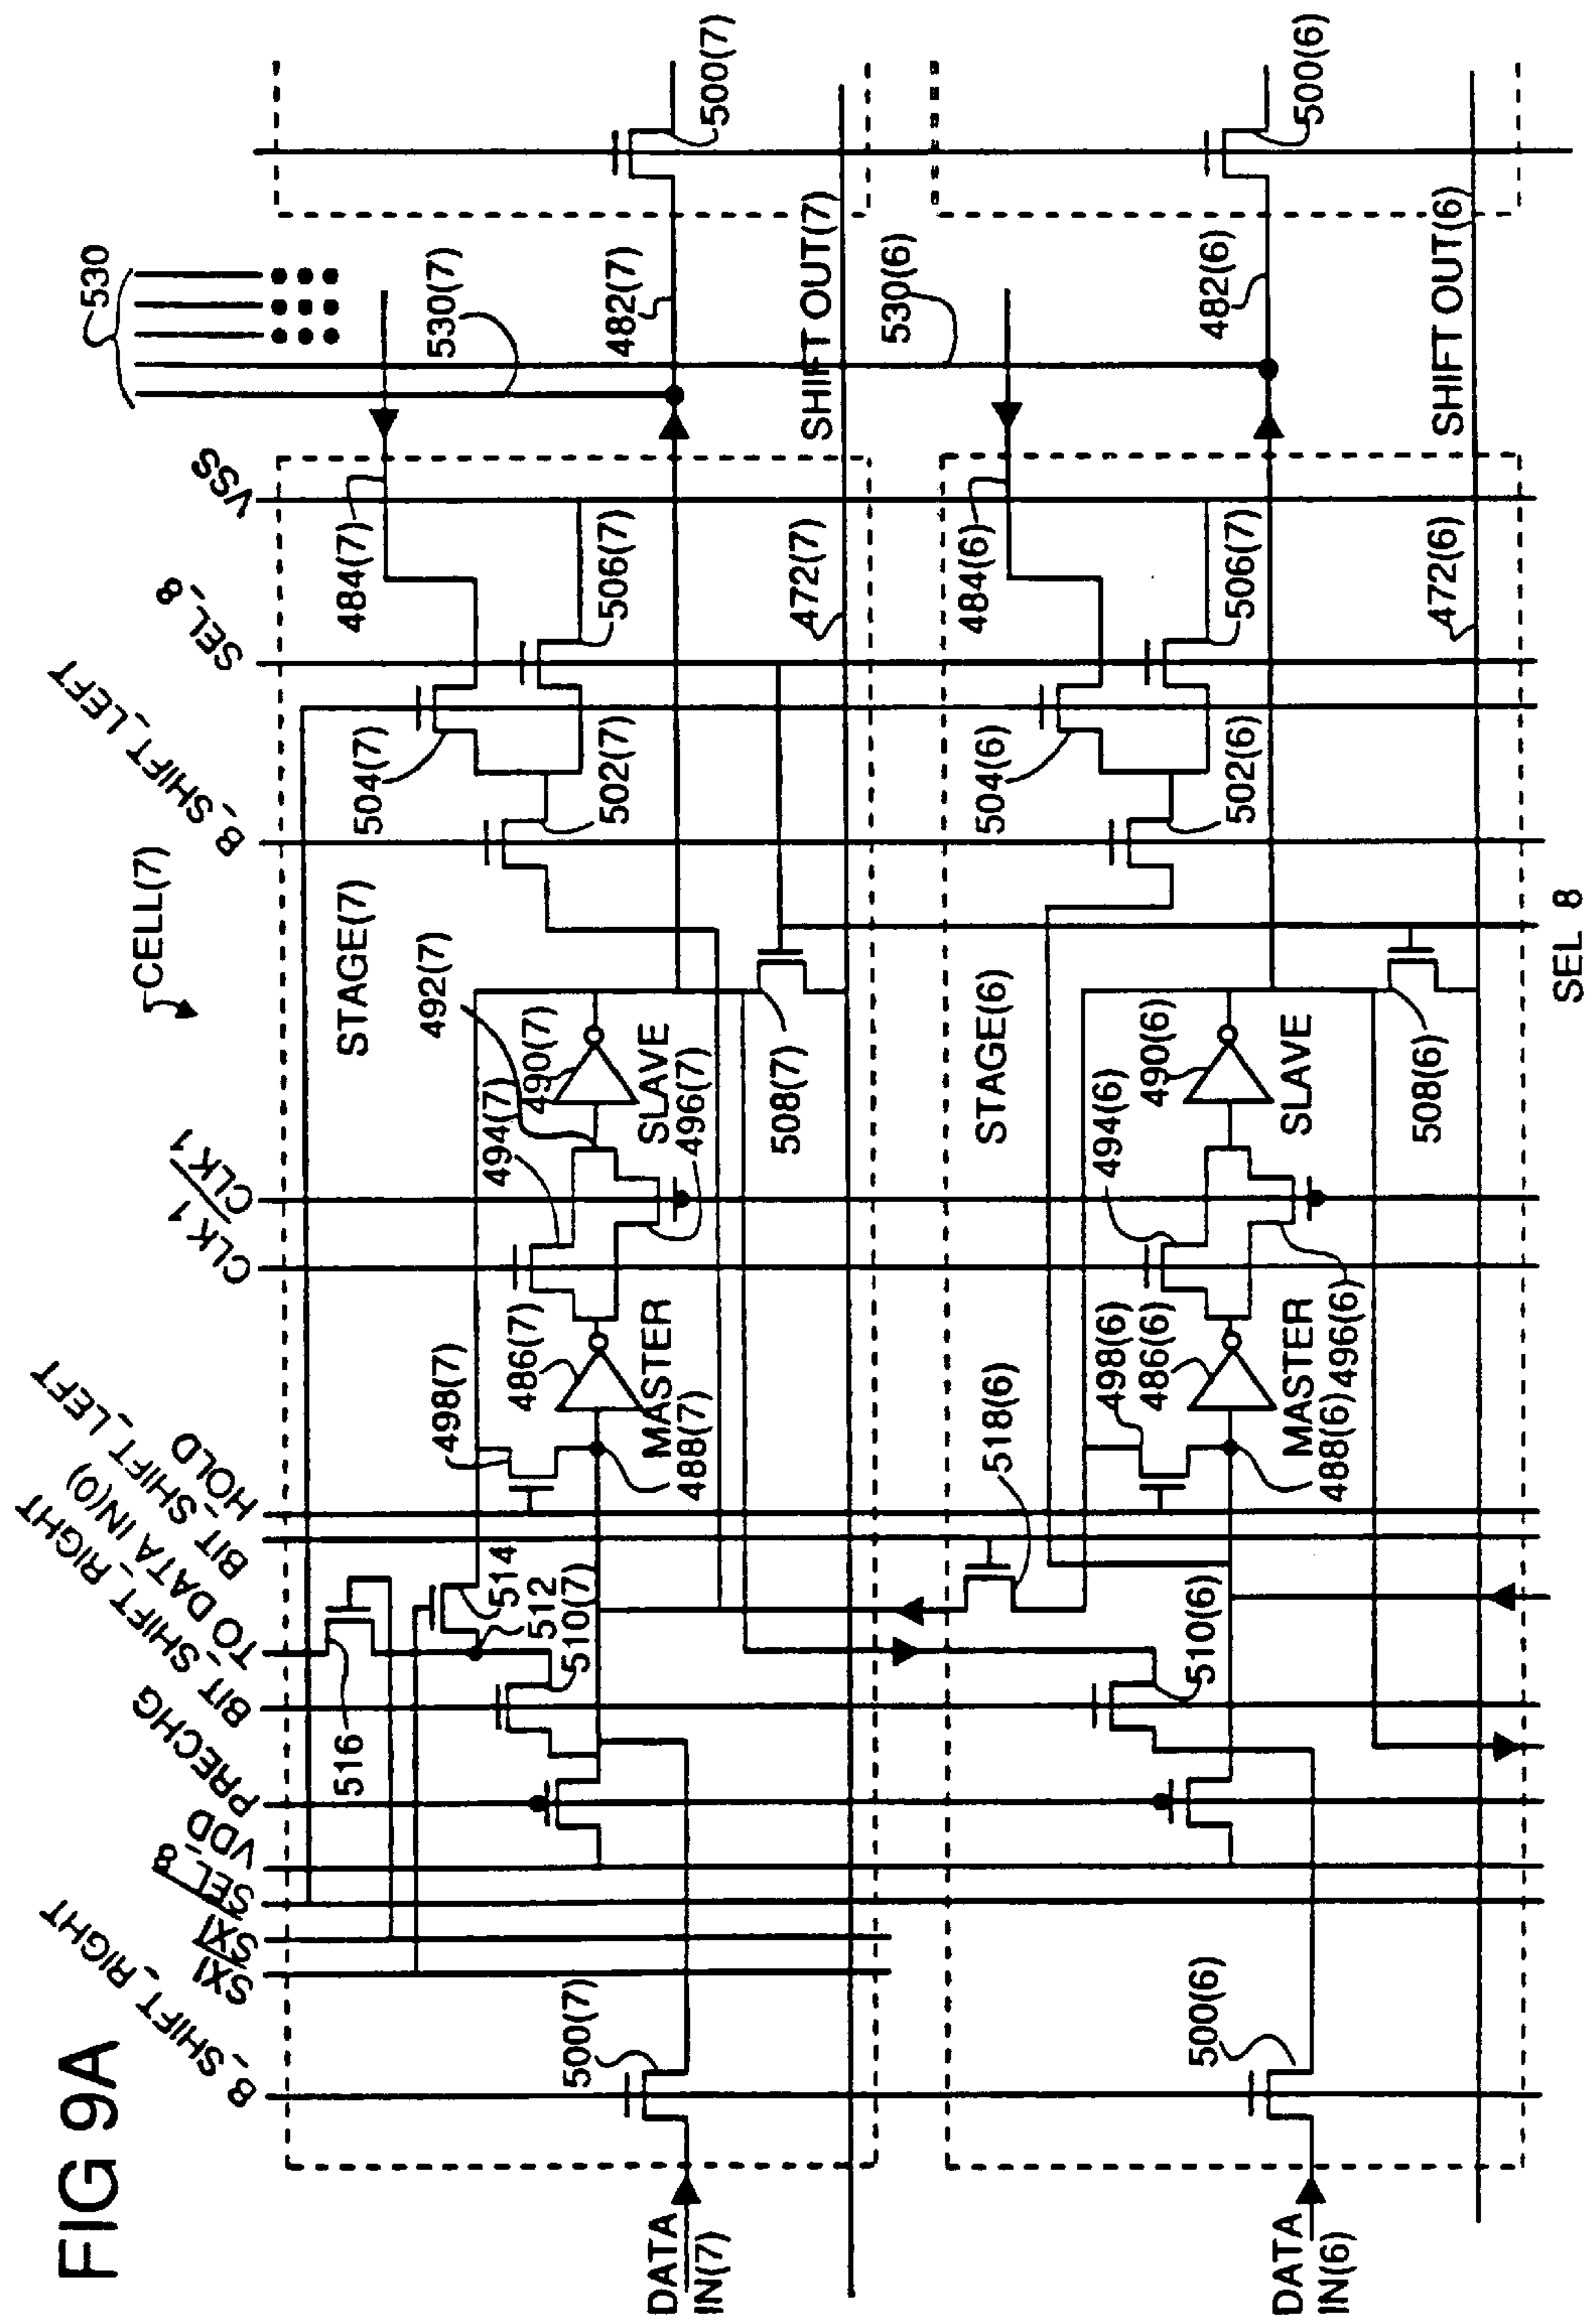 FIG 9A
8_SHIFT_RIGHT
SXI
SXI
SEL_8
VDD
PRECHG
BIT_SHIFT_RIGHT
TO DATA IN(0)
BIT_SHIFT_LEFT
HOLD
CLK1
CLK1
CELL(7)
8_SHIFT_LEFT
SEL_8
VSS
530
516
514
512
510(7)
498(7)
486(7)
MASTER
488(7)
494(7)
492(7)
490(7)
SLAVE
496(7)
STAGE(7)
508(7)
504(7)
502(7)
484(7)
506(7)
472(7)
530(7)
482(7)
SHIFT OUT(7)
500(7)
500(7)
DATA
IN(7)
530(6)
518(6)
510(6)
498(6)
486(6)
MASTER
488(6)
496(6)
494(6)
490(6)
SLAVE
STAGE(6)
508(6)
504(6)
502(6)
484(6)
506(7)
472(6)
482(6)
SHIFT OUT(6)
500(6)
500(6)
DATA
IN(6)
SEL 8